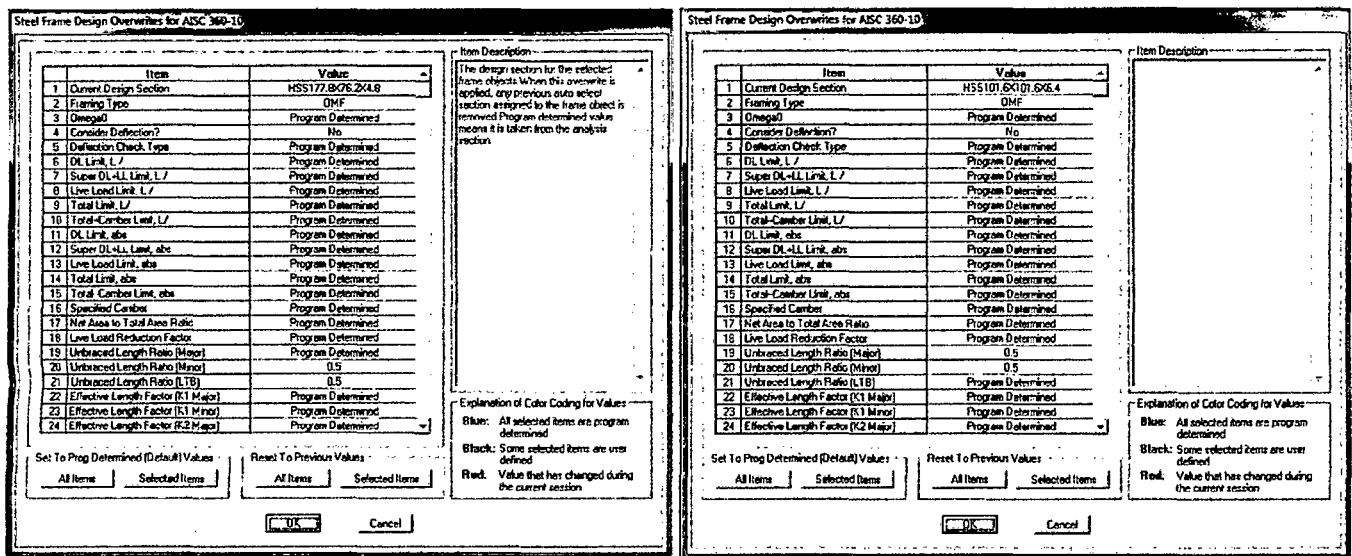 Steel Frame Design Overwrites for AISC 360-10
Item Value
1 Current Design Section HSS177.8X76.2X4.8
2 Framing Type OMF
3 Omega0 Program Determined
4 Consider Deflection? No
5 Deflection Check Type Program Determined
6 DL Limit, L / Program Determined
7 Super DL+LL Limit, L / Program Determined
8 Live Load Limit, L / Program Determined
9 Total Limit, L/ Program Determined
10 Total-Camber Limit, L/ Program Determined
11 DL Limit, abs Program Determined
12 Super DL+LL Limit, abs Program Determined
13 Live Load Limit, abs Program Determined
14 Total Limit, abs Program Determined
15 Total-Camber Limit, abs Program Determined
16 Specified Camber Program Determined
17 Net Area to Total Area Ratio Program Determined
18 Live Load Reduction Factor Program Determined
19 Unbraced Length Ratio (Major) Program Determined
20 Unbraced Length Ratio (Minor) 0.5
21 Unbraced Length Ratio (LTB) 0.5
22 Effective Length Factor (K1 Major) Program Determined
23 Effective Length Factor (K1 Minor) Program Determined
24 Effective Length Factor (K2 Major) Program Determined
Item Description
The design section for the selected
frame objects. When this overwrite is
applied, any previous auto select
section assigned to the frame object is
removed. Program determined value
means it is taken from the analysis
section.
Explanation of Color Coding for Values
Blue: All selected items are program
determined
Black: Some selected items are user
defined
Red: Value that has changed during
the current session
Set To Prog Determined (Default) Values
All Items Selected Items
Reset To Previous Values
All Items Selected Items
OK Cancel
Steel Frame Design Overwrites for AISC 360-10
Item Value
1 Current Design Section HSS101.6X101.6X6.4
2 Framing Type OMF
3 Omega0 Program Determined
4 Consider Deflection? No
5 Deflection Check Type Program Determined
6 DL Limit, L / Program Determined
7 Super DL+LL Limit, L / Program Determined
8 Live Load Limit, L / Program Determined
9 Total Limit, L/ Program Determined
10 Total-Camber Limit, L/ Program Determined
11 DL Limit, abs Program Determined
12 Super DL+LL Limit, abs Program Determined
13 Live Load Limit, abs Program Determined
14 Total Limit, abs Program Determined
15 Total-Camber Limit, abs Program Determined
16 Specified Camber Program Determined
17 Net Area to Total Area Ratio Program Determined
18 Live Load Reduction Factor Program Determined
19 Unbraced Length Ratio (Major) 0.5
20 Unbraced Length Ratio (Minor) 0.5
21 Unbraced Length Ratio (LTB) Program Determined
22 Effective Length Factor (K1 Major) Program Determined
23 Effective Length Factor (K1 Minor) Program Determined
24 Effective Length Factor (K2 Major) Program Determined
Item Description
Explanation of Color Coding for Values
Blue: All selected items are program
determined
Black: Some selected items are user
defined
Red: Value that has changed during
the current session
Set To Prog Determined (Default) Values
All Items Selected Items
Reset To Previous Values
All Items Selected Items
OK Cancel